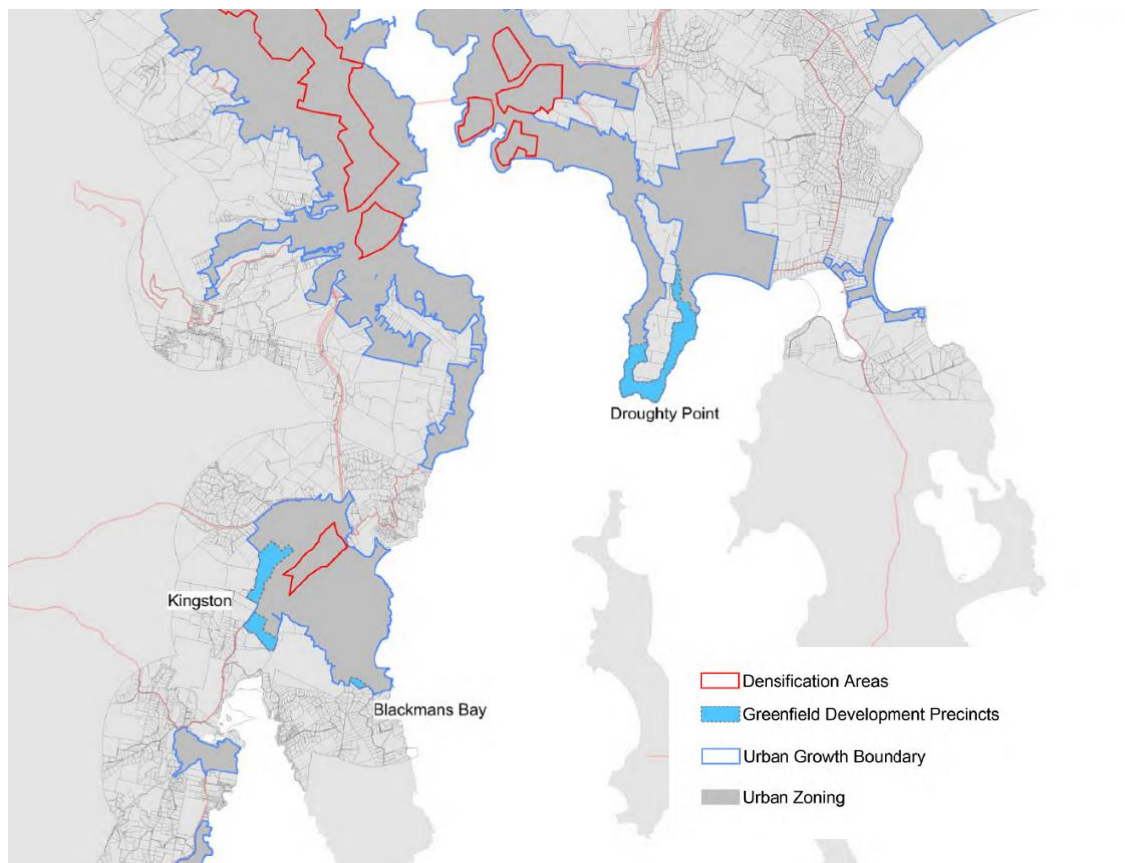 Droughty Point
Kingston
Blackmans Bay
Densification Areas
Greenfield Development Precincts
Urban Growth Boundary
Urban Zoning